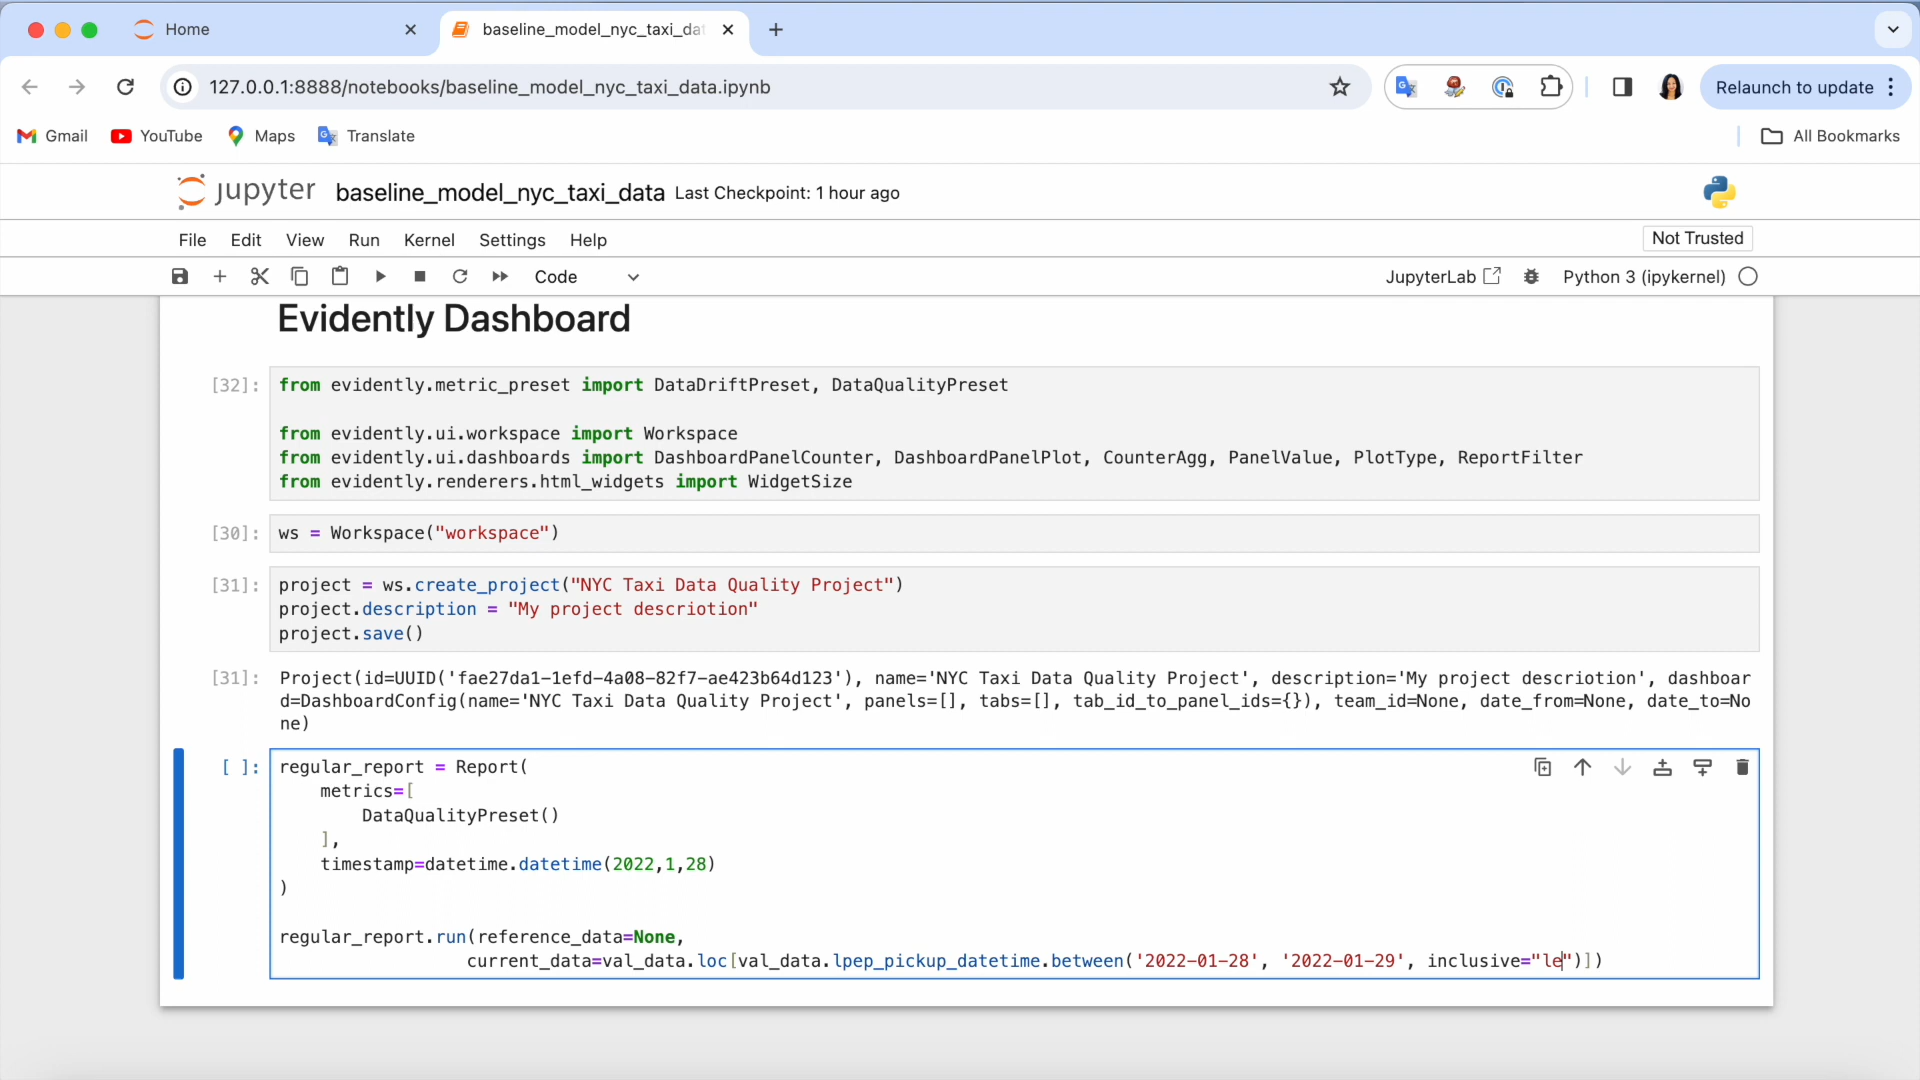 Home
baseline_model_nyc_taxi_dat
127.0.0.1:8888/notebooks/baseline_model_nyc_taxi_data.ipynb
Relaunch to update
Gmail
YouTube
Maps
Translate
All Bookmarks
jupyter
baseline_model_nyc_taxi_data
Last Checkpoint: 1 hour ago
File
Edit
View
Run
Kernel
Settings
Help
Not Trusted
Code
JupyterLab
Python 3 (ipykernel)
Evidently Dashboard
[32]:
from evidently.metric_preset import DataDriftPreset, DataQualityPreset
from evidently.ui.workspace import Workspace
from evidently.ui.dashboards import DashboardPanelCounter, DashboardPanelPlot, CounterAgg, PanelValue, PlotType, ReportFilter
from evidently.renderers.html_widgets import WidgetSize
[30]:
ws = Workspace("workspace")
[31]:
project = ws.create_project("NYC Taxi Data Quality Project")
project.description = "My project descriotion"
project.save()
[31]:
Project(id=UUID('fae27da1-1efd-4a08-82f7-ae423b64d123'), name='NYC Taxi Data Quality Project', description='My project descriotion', dashboar
d=DashboardConfig(name='NYC Taxi Data Quality Project', panels=[], tabs=[], tab_id_to_panel_ids={}), team_id=None, date_from=None, date_to=No
ne)
[ ]:
regular_report = Report(
    metrics=[
        DataQualityPreset()
    ],
    timestamp=datetime.datetime(2022,1,28)
)
regular_report.run(reference_data=None,
                  current_data=val_data.loc[val_data.lpep_pickup_datetime.between('2022-01-28', '2022-01-29', inclusive="le")])